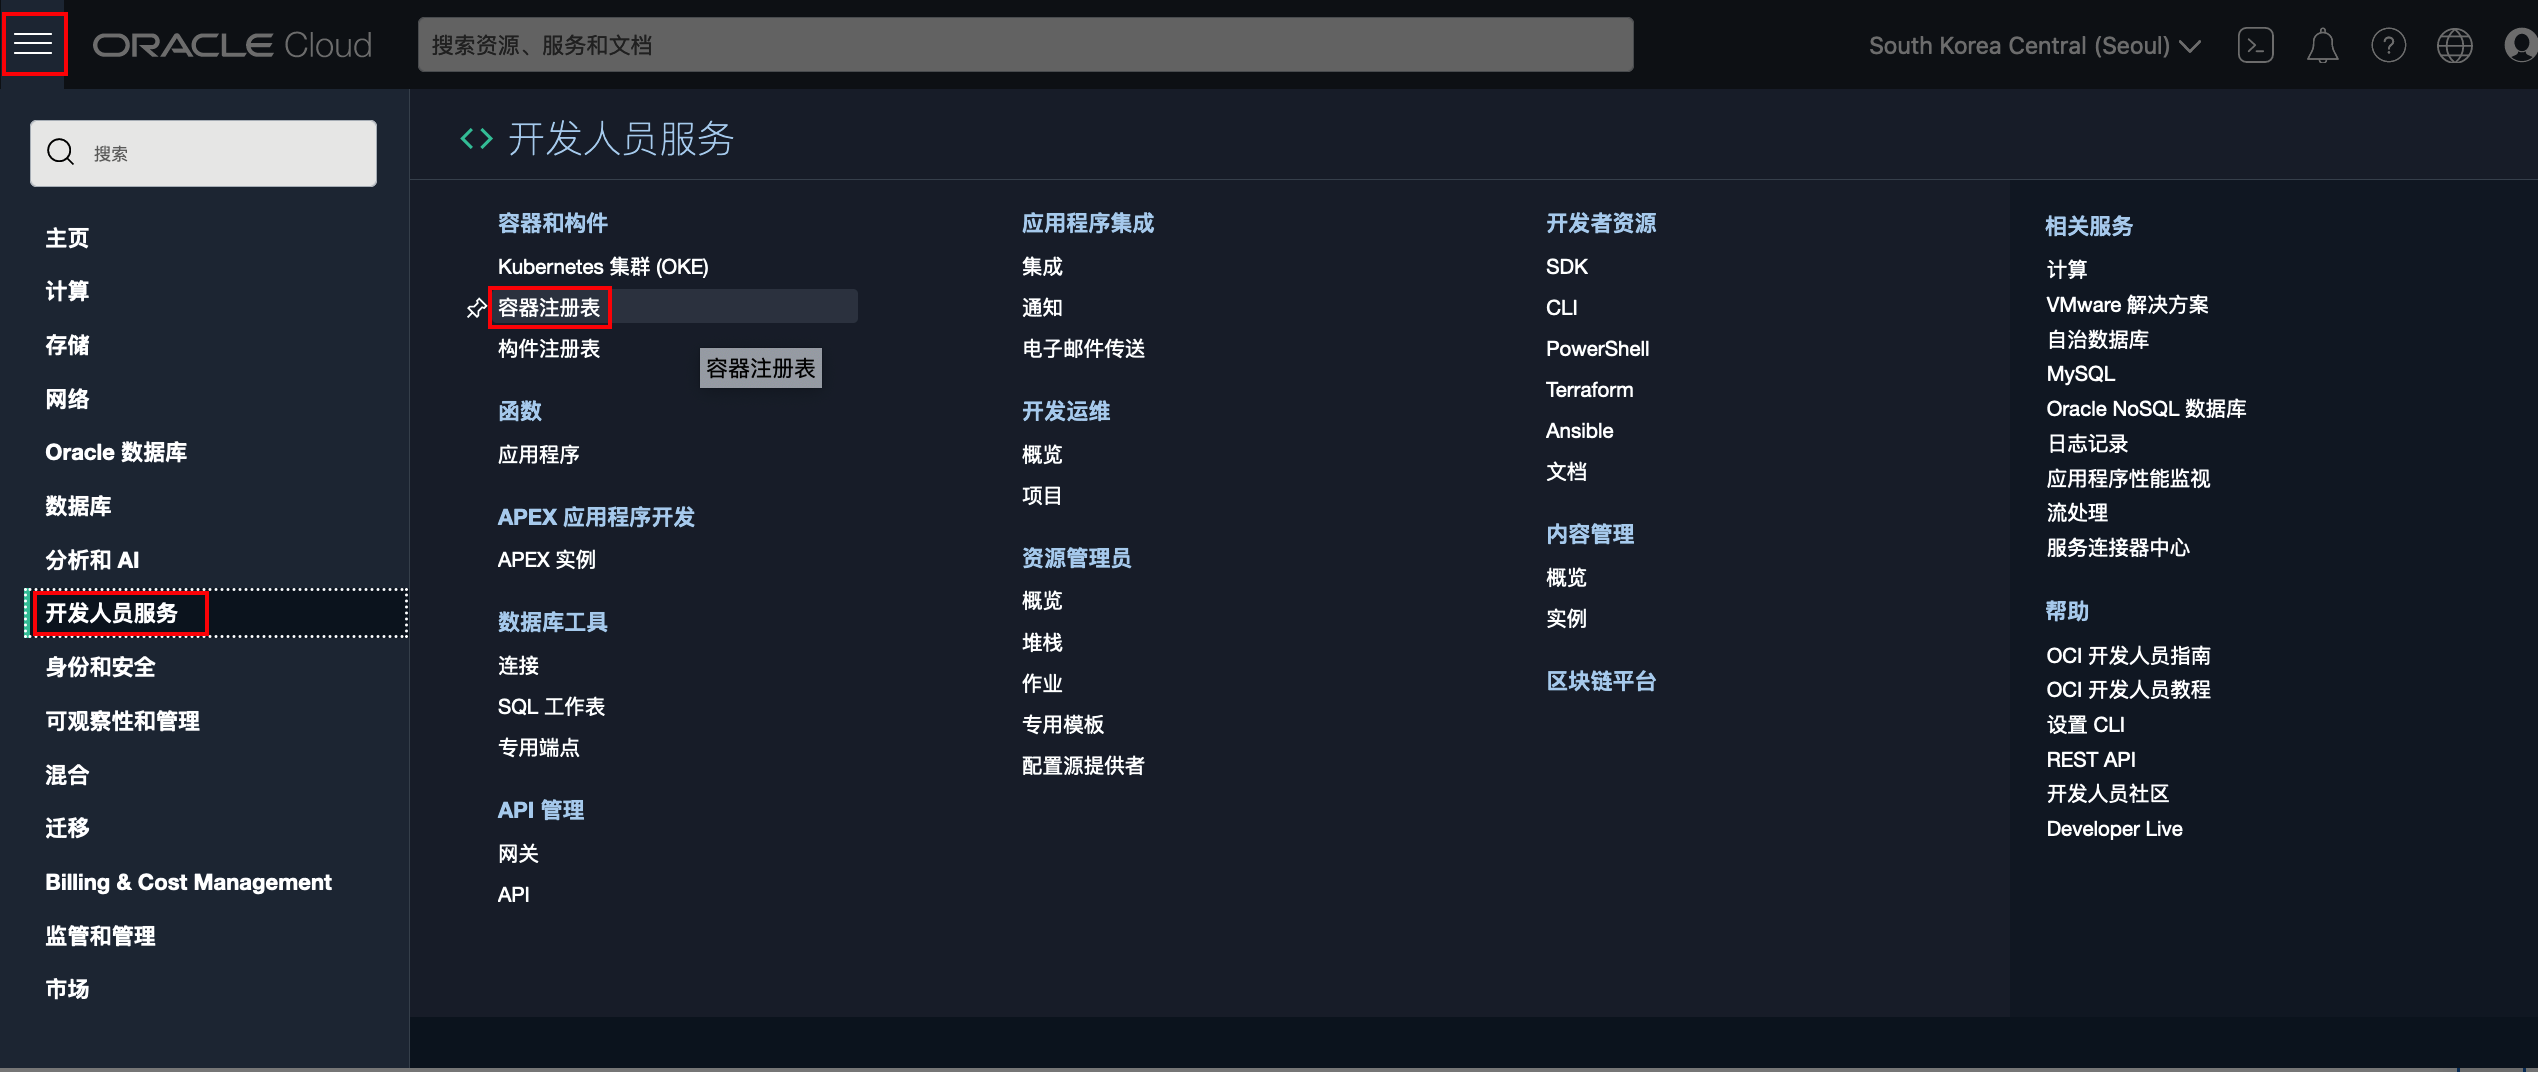 ORACLE Cloud
搜索资源、服务和文档
South Korea Central (Seoul)
搜索
主页
计算
存储
网络
Oracle 数据库
数据库
分析和 AI
开发人员服务
身份和安全
可观察性和管理
混合
迁移
Billing & Cost Management
监管和管理
市场
开发人员服务
容器和构件
Kubernetes 集群 (OKE)
容器注册表
构件注册表
容器注册表
函数
应用程序
APEX 应用程序开发
APEX 实例
数据库工具
连接
SQL 工作表
专用端点
API 管理
网关
API
应用程序集成
集成
通知
电子邮件传送
开发运维
概览
项目
资源管理员
概览
堆栈
作业
专用模板
配置源提供者
开发者资源
SDK
CLI
PowerShell
Terraform
Ansible
文档
内容管理
概览
实例
区块链平台
相关服务
计算
VMware 解决方案
自治数据库
MySQL
Oracle NoSQL 数据库
日志记录
应用程序性能监视
流处理
服务连接器中心
帮助
OCI 开发人员指南
OCI 开发人员教程
设置 CLI
REST API
开发人员社区
Developer Live